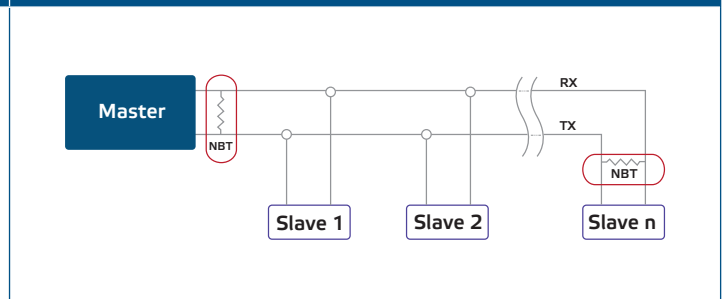 RX
Master
TX
NBT
NBT
Slave 1
Slave 2
Slave n